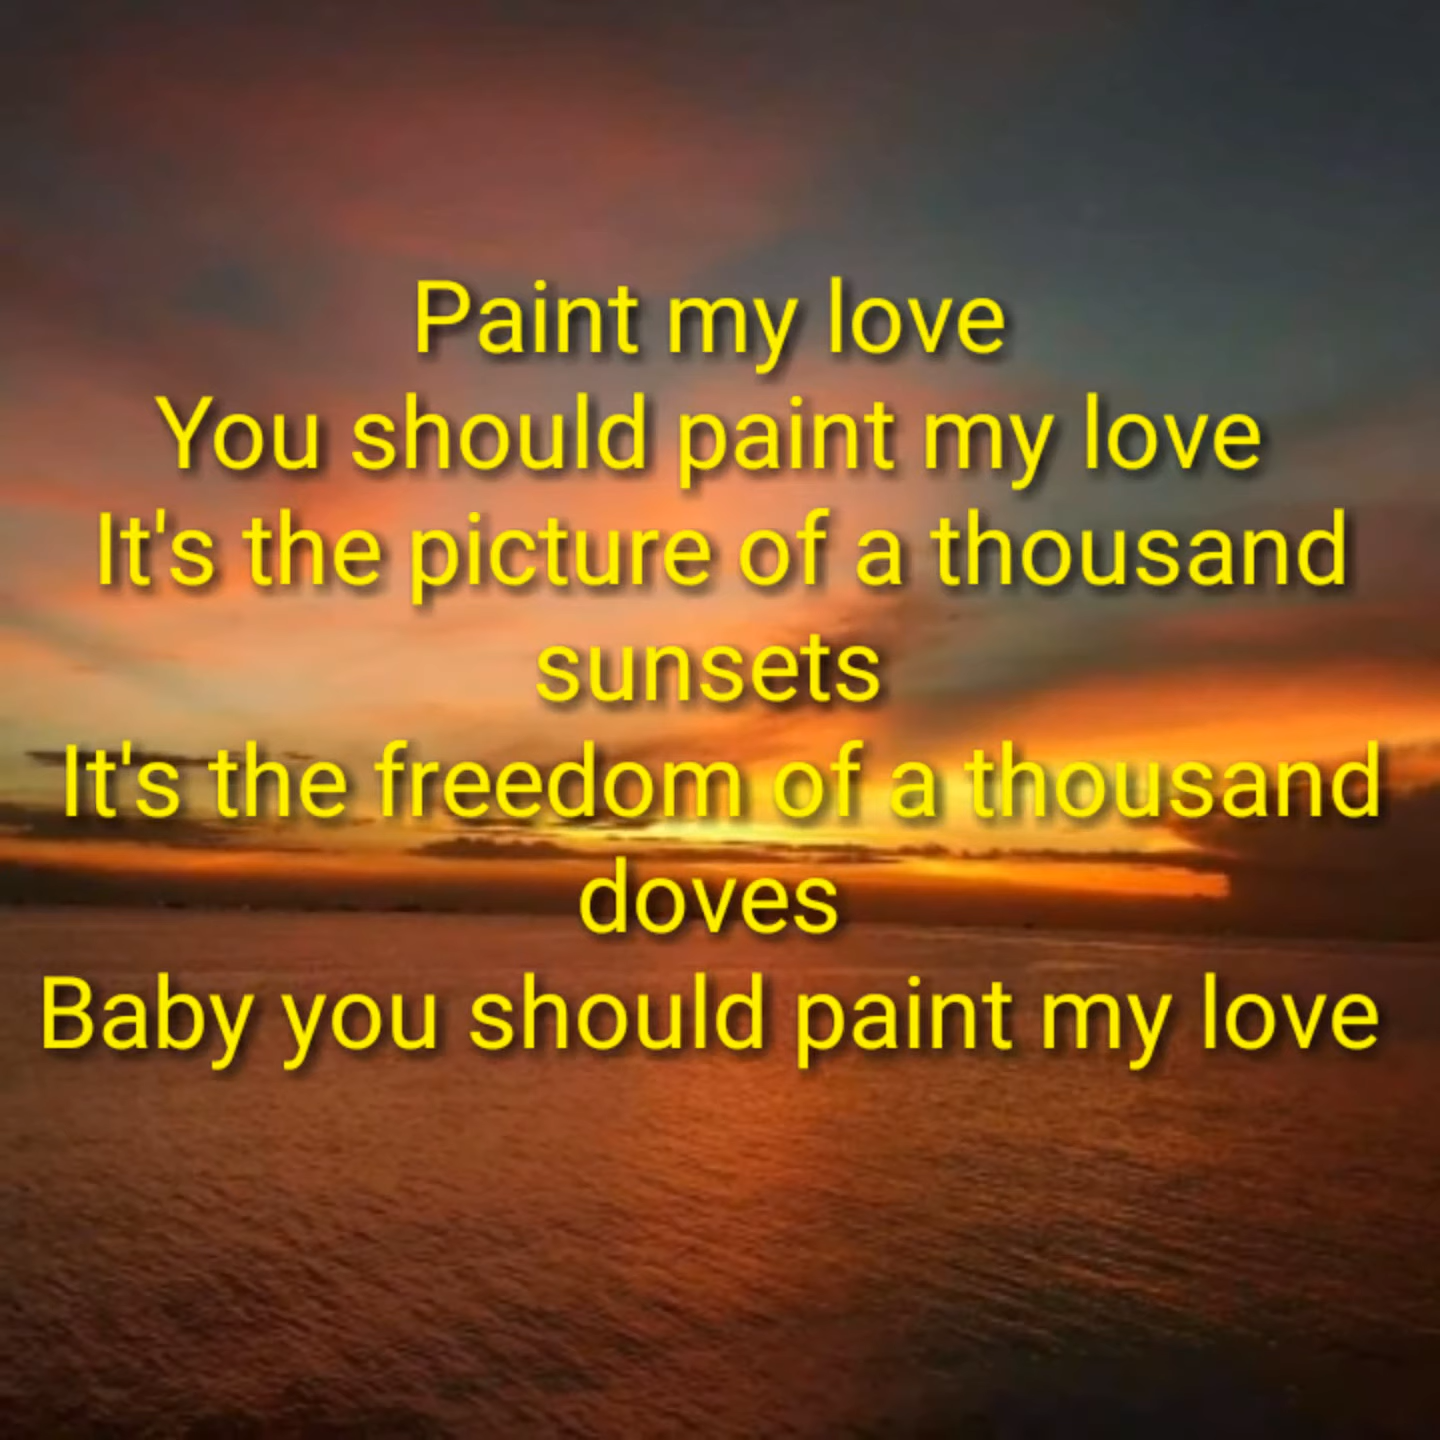 Paint my love
You should paint my love
It's the picture of a thousand
sunsets
It's the freedom of a thousand
doves
Baby you should paint my love